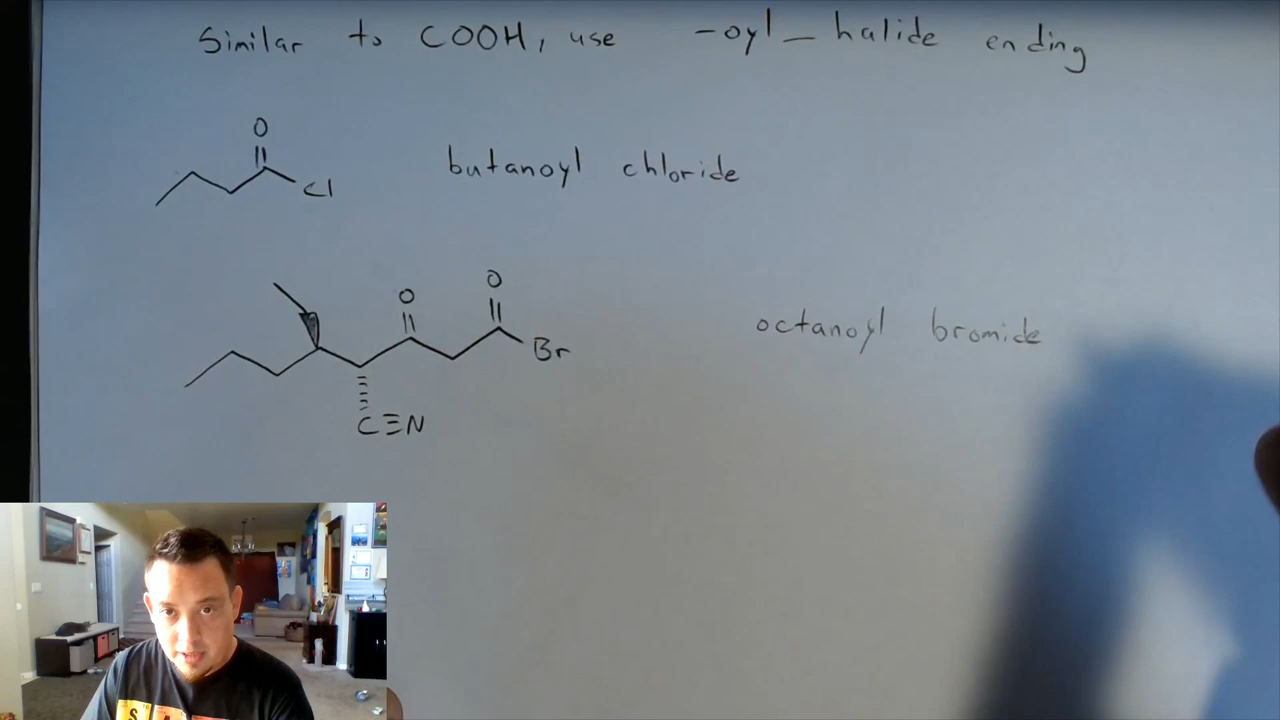 Similar to COOH, use -oyl _ halide ending
O
Cl
butanoyl chloride
O
O
Br
octanoyl bromide
C≡N